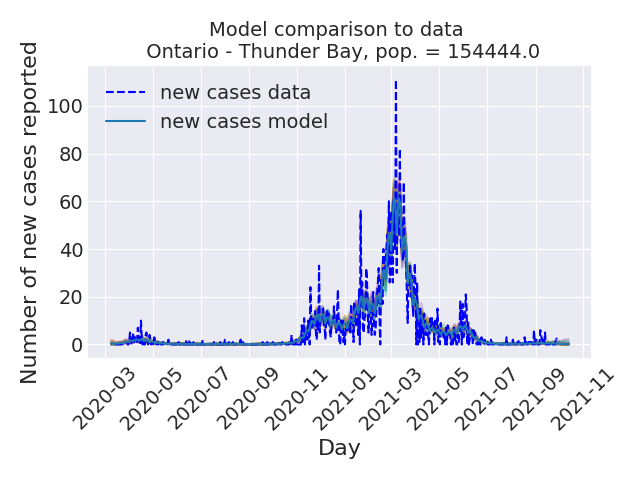 Model comparison to data
Ontario - Thunder Bay, pop. = 154444.0
Number of new cases reported
100
80
60
40
20
0
new cases data
new cases model
2020-03
2020-05
2020-07
2020-09
2020-11
2021-01
2021-03
2021-05
2021-07
2021-09
2021-11
Day